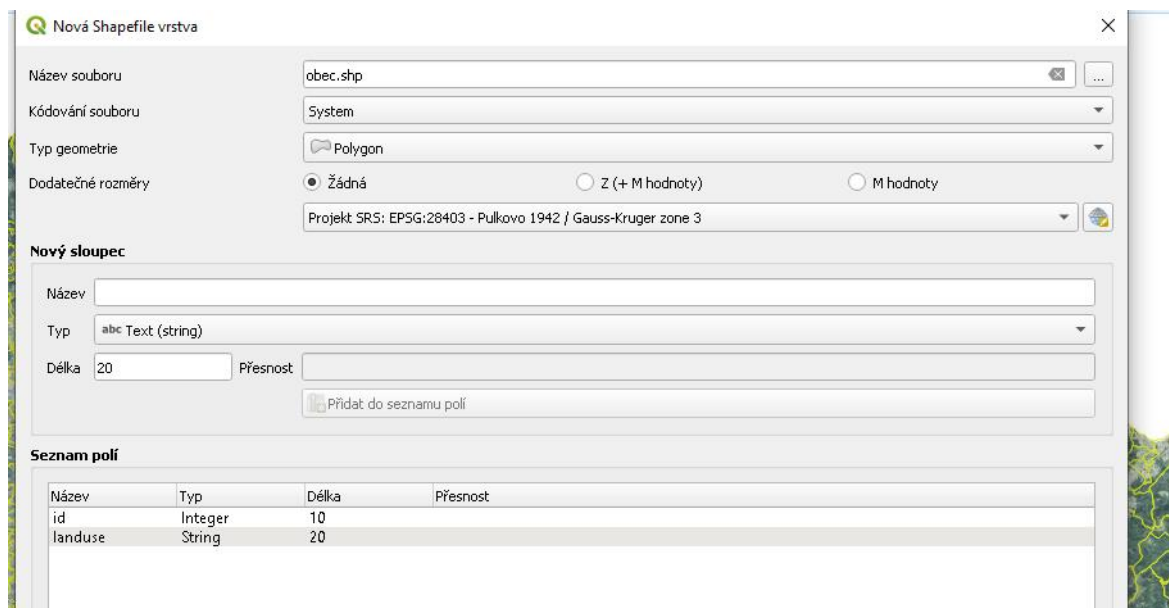 Nová Shapefile vrstva
Název souboru obec.shp ...
Kódování souboru System
Typ geometrie Polygon
Dodatečné rozměry Žádná Z (+ M hodnoty) M hodnoty
Projekt SRS: EPSG:28403 - Pulkovo 1942 / Gauss-Kruger zone 3
Nový sloupec
Název
Typ abc Text (string)
Délka 20 Přesnost
Přidat do seznamu polí
Seznam polí
Název Typ Délka Přesnost
id Integer 10
landuse String 20